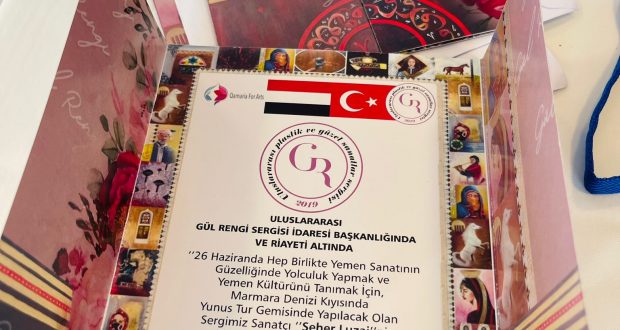 Qamaria For Arts
Uluslararası plastik ve güzel sanatlar sergisi
GR
2019
ULUSLARARASI
GÜL RENGİ SERGİSİ İDARESİ BAŞKANLIĞINDA
VE RİAYETİ ALTINDA
''26 Haziranda Hep Birlikte Yemen Sanatının
Güzelliğinde Yolculuk Yapmak ve
Yemen Kültürünü Tanımak İçin,
Marmara Denizi Kıyısında
Yunus Tur Gemisinde Yapılacak Olan
Sergimiz Sanatçı ''Seher